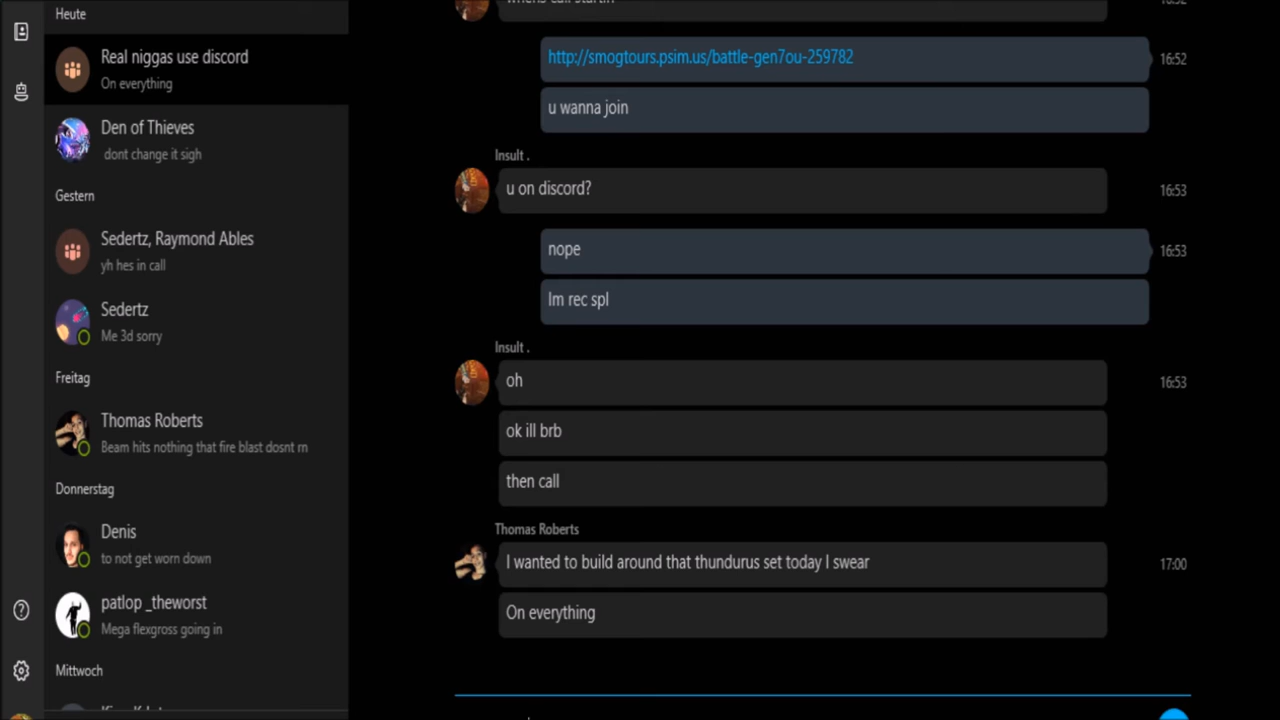 Heute
Real niggas use discord
On everything
Den of Thieves
dont change it sigh
Gestern
Sedertz, Raymond Ables
yh hes in call
Sedertz
Me 3d sorry
Freitag
Thomas Roberts
Beam hits nothing that fire blast dosnt m
Donnerstag
Denis
to not get worn down
patlop _theworst
Mega flexgross going in
Mittwoch
whens call startin
16:52
http://smogtours.psim.us/battle-gen7ou-259782
16:52
u wanna join
Insult .
u on discord?
16:53
nope
16:53
Im rec spl
Insult .
oh
16:53
ok ill brb
then call
Thomas Roberts
I wanted to build around that thundurus set today I swear
17:00
On everything